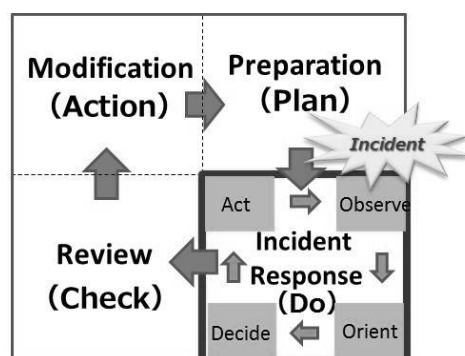 Modification
(Action)
Preparation
(Plan)
Incident
Act
Observe
Incident
Response
(Do)
Review
(Check)
Decide
Orient